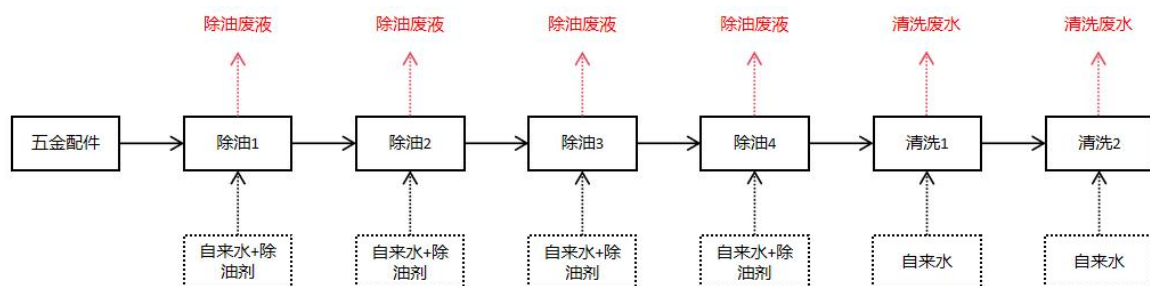 除油废液
除油废液
除油废液
除油废液
清洗废水
清洗废水
五金配件
除油1
除油2
除油3
除油4
清洗1
清洗2
自来水+除
油剂
自来水+除
油剂
自来水+除
油剂
自来水+除
油剂
自来水
自来水